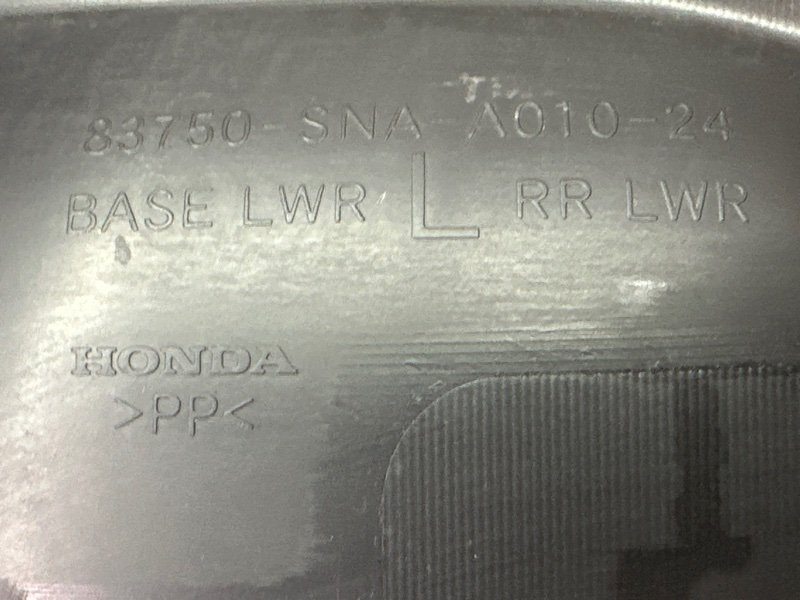 83750-SNA-A010-24
BASE LWR L RR LWR
HONDA
>PP<